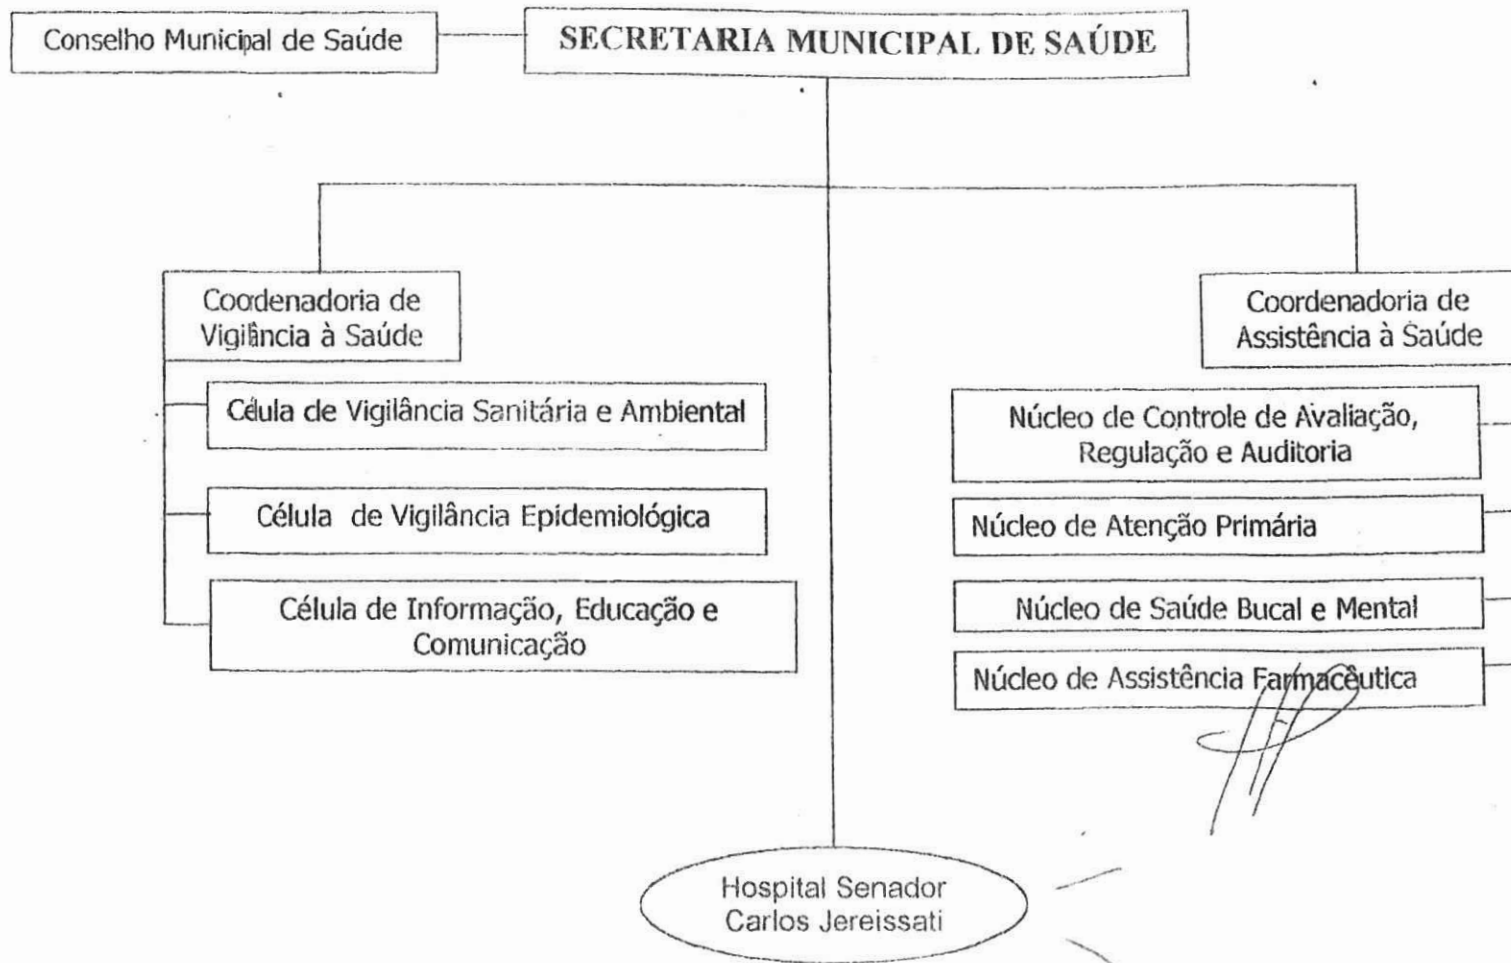 Conselho Municipal de Saúde
SECRETARIA MUNICIPAL DE SAÚDE
Coordenadoria de
Vigilância à Saúde
Célula de Vigilância Sanitária e Ambiental
Célula de Vigilância Epidemiológica
Célula de Informação, Educação e
Comunicação
Coordenadoria de
Assistência à Saúde
Núcleo de Controle de Avaliação,
Regulação e Auditoria
Núcleo de Atenção Primária
Núcleo de Saúde Bucal e Mental
Núcleo de Assistência Farmacêutica
Hospital Senador
Carlos Jereissati